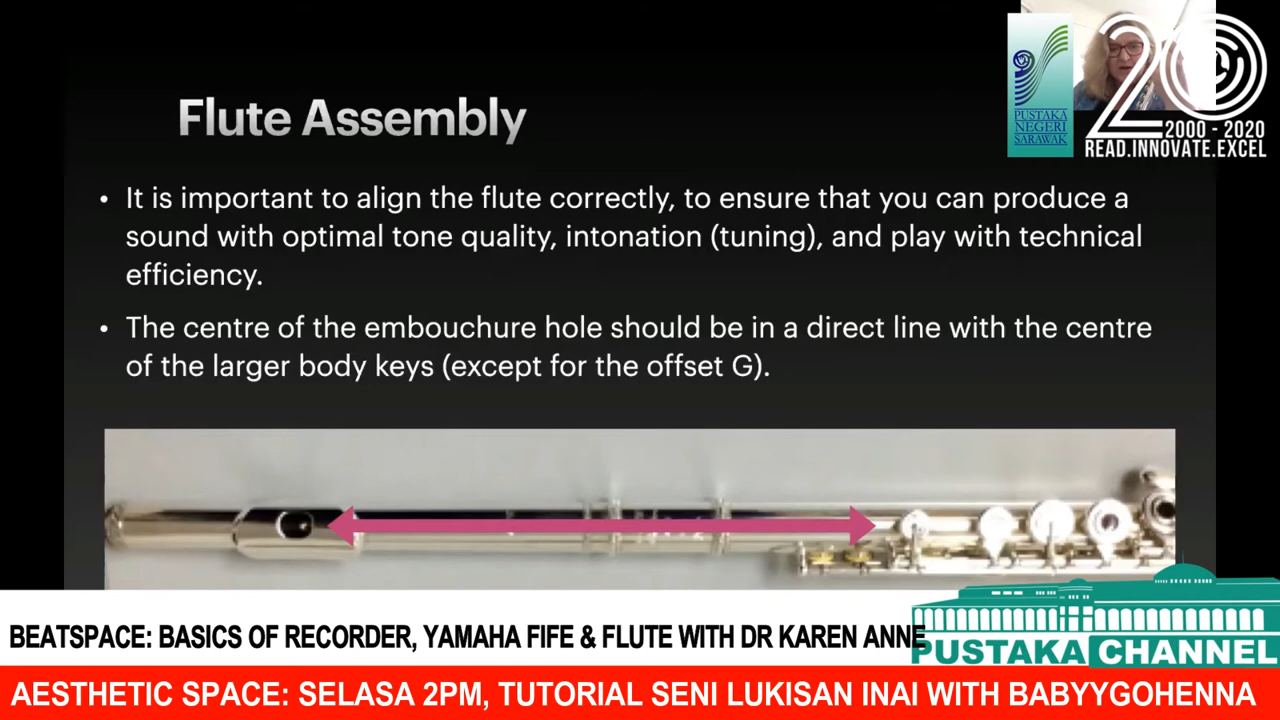 Flute Assembly
PUSTAKA
NEGERI
SARAWAK
20
2000 - 2020
READ.INNOVATE.EXCEL
• It is important to align the flute correctly, to ensure that you can produce a
sound with optimal tone quality, intonation (tuning), and play with technical
efficiency.
• The centre of the embouchure hole should be in a direct line with the centre
of the larger body keys (except for the offset G).
BEATSPACE: BASICS OF RECORDER, YAMAHA FIFE & FLUTE WITH DR KAREN ANNE
PUSTAKA CHANNEL
AESTHETIC SPACE: SELASA 2PM, TUTORIAL SENI LUKISAN INAI WITH BABYYGOHENNA